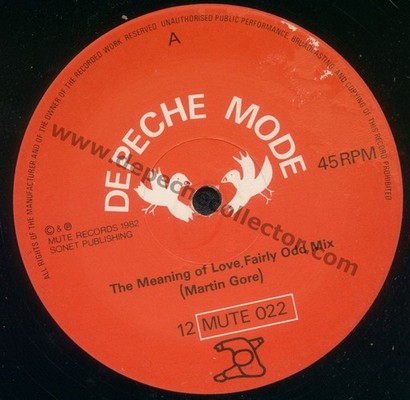 ALL RIGHTS OF THE MANUFACTURER AND OF THE OWNER OF THE RECORDED WORK RESERVED. UNAUTHORISED PUBLIC PERFORMANCE, BROADCASTING AND COPYING OF THIS RECORD PROHIBITED
A
DEPECHE MODE
www.depechecollector.com
45 RPM
© & ℗
MUTE RECORDS 1982
SONET PUBLISHING
The Meaning of Love, Fairly Odd Mix
(Martin Gore)
12 MUTE 022